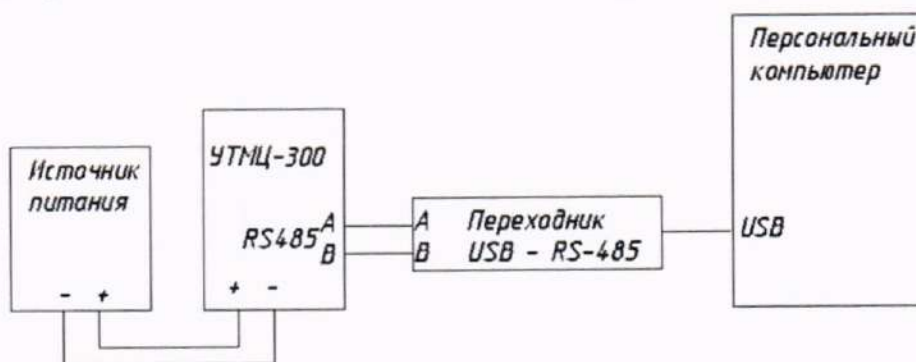 Персональный
компьютер
Источник
питания
- +
УТМЦ-300
RS485
A
B
+ -
A Переходник
B USB - RS-485
USB